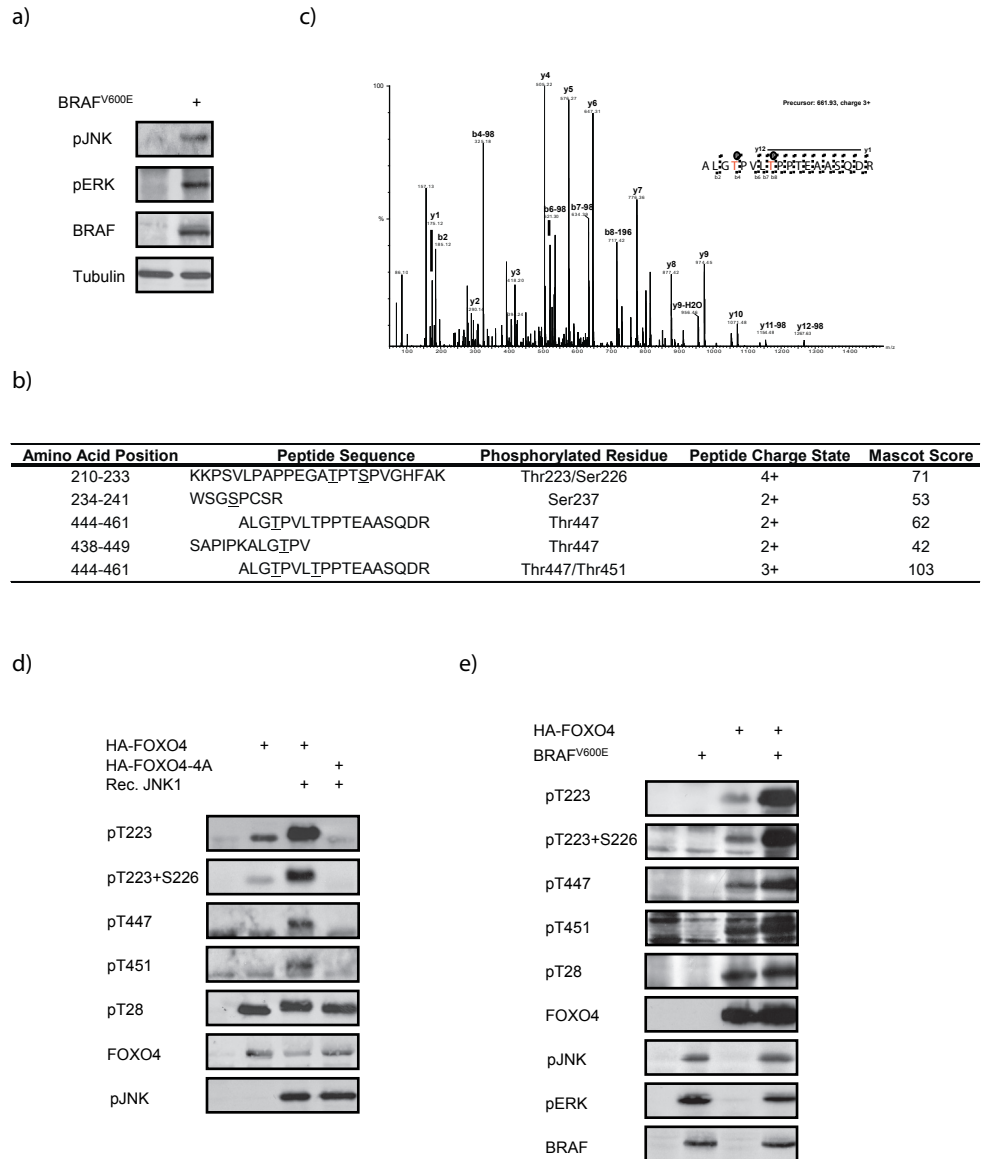 a)
BRAFV600E +
pJNK
pERK
BRAF
Tubulin
c)
100
%
y4
y5
y6
b4-98
y1
b2
y2
y3
b6-98
b7-98
y7
b8-196
y8
y9
y9-H2O
y10
y11-98
y12-98
Precursor: 661.93, charge 3+
y12 y1
P P
A L G T P V L T P P T E A A S Q D R
b2 b4 b6 b7 b8
100 200 300 400 500 600 700 800 900 1000 1100 1200 1300 1400
b)
Amino Acid Position Peptide Sequence Phosphorylated Residue Peptide Charge State Mascot Score
210-233 KKPSVLPAPPEGATPTSPVGHFAK Thr223/Ser226 4+ 71
234-241 WSGSPCSR Ser237 2+ 53
444-461 ALGTPVLTPPTEAASQDR Thr447 2+ 62
438-449 SAPIPKALGTPV Thr447 2+ 42
444-461 ALGTPVLTPPTEAASQDR Thr447/Thr451 3+ 103
d)
HA-FOXO4 + +
HA-FOXO4-4A +
Rec. JNK1 + +
pT223
pT223+S226
pT447
pT451
pT28
FOXO4
pJNK
e)
HA-FOXO4 + +
BRAFV600E + +
pT223
pT223+S226
pT447
pT451
pT28
FOXO4
pJNK
pERK
BRAF